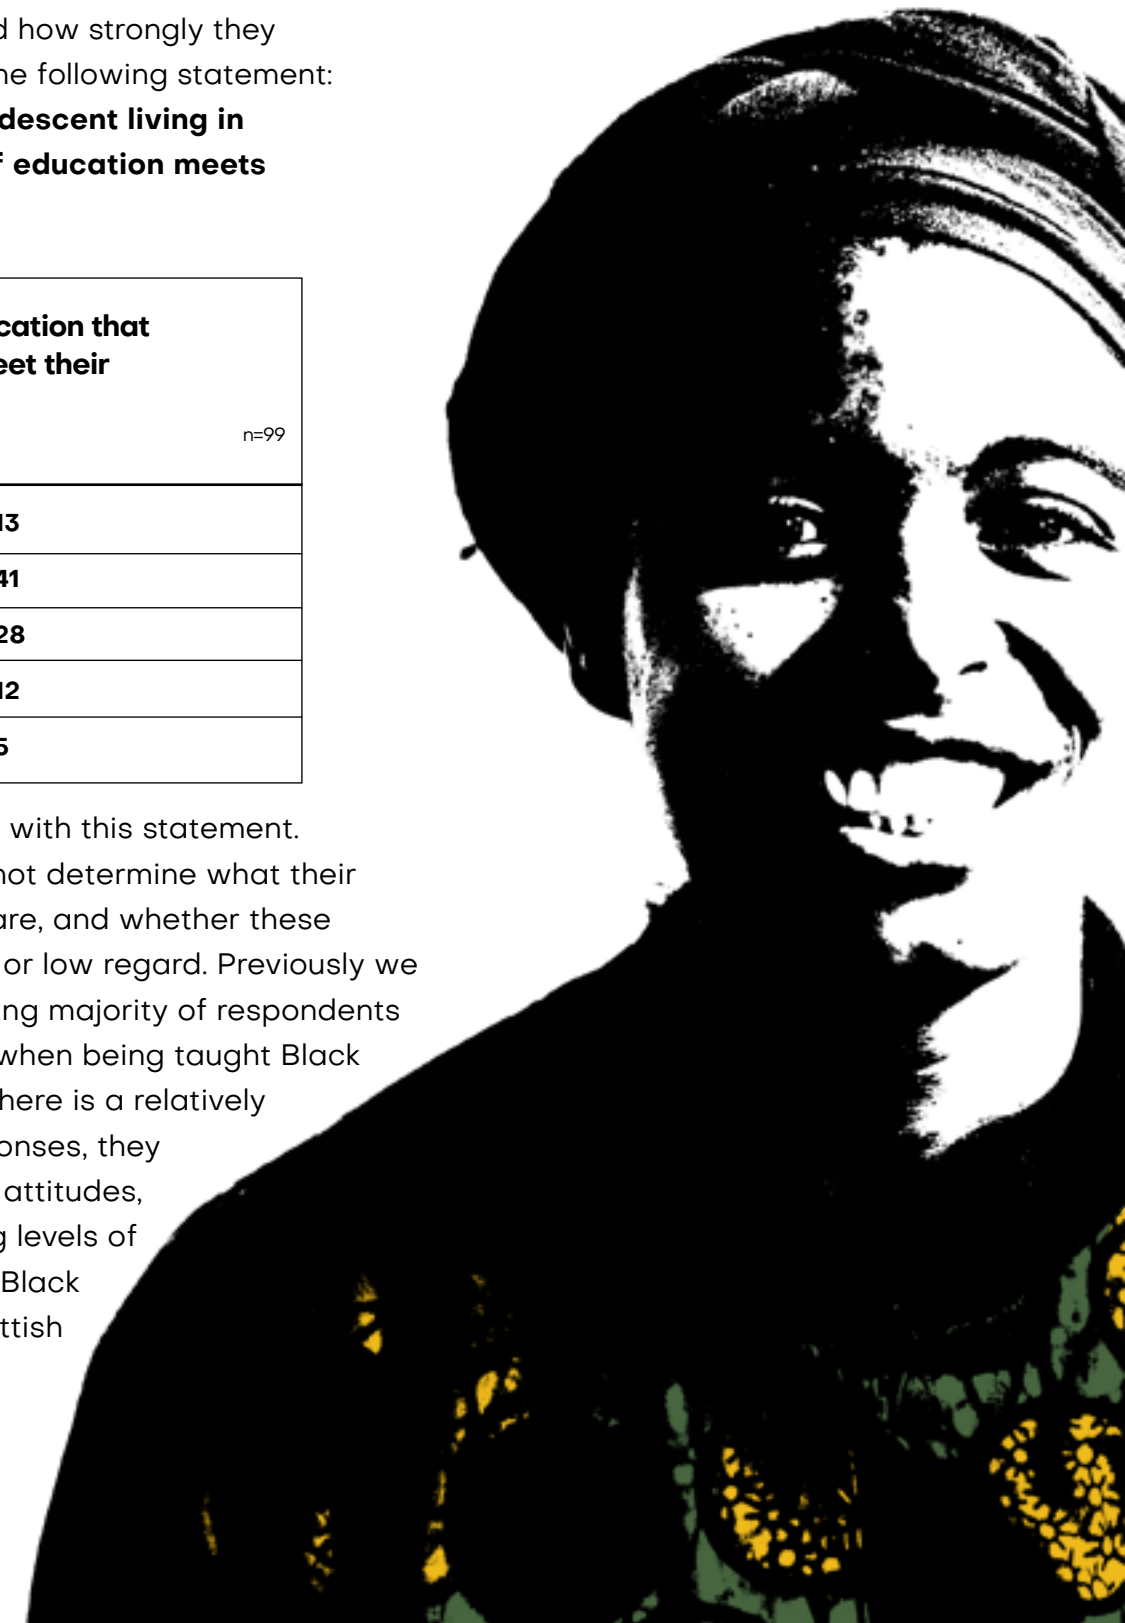 d how strongly they
he following statement:
descent living in
f education meets
cation that
eet their
n=99
13
41
28
12
5
with this statement.
not determine what their
are, and whether these
or low regard. Previously we
ing majority of respondents
when being taught Black
here is a relatively
onses, they
attitudes,
g levels of
Black
ttish